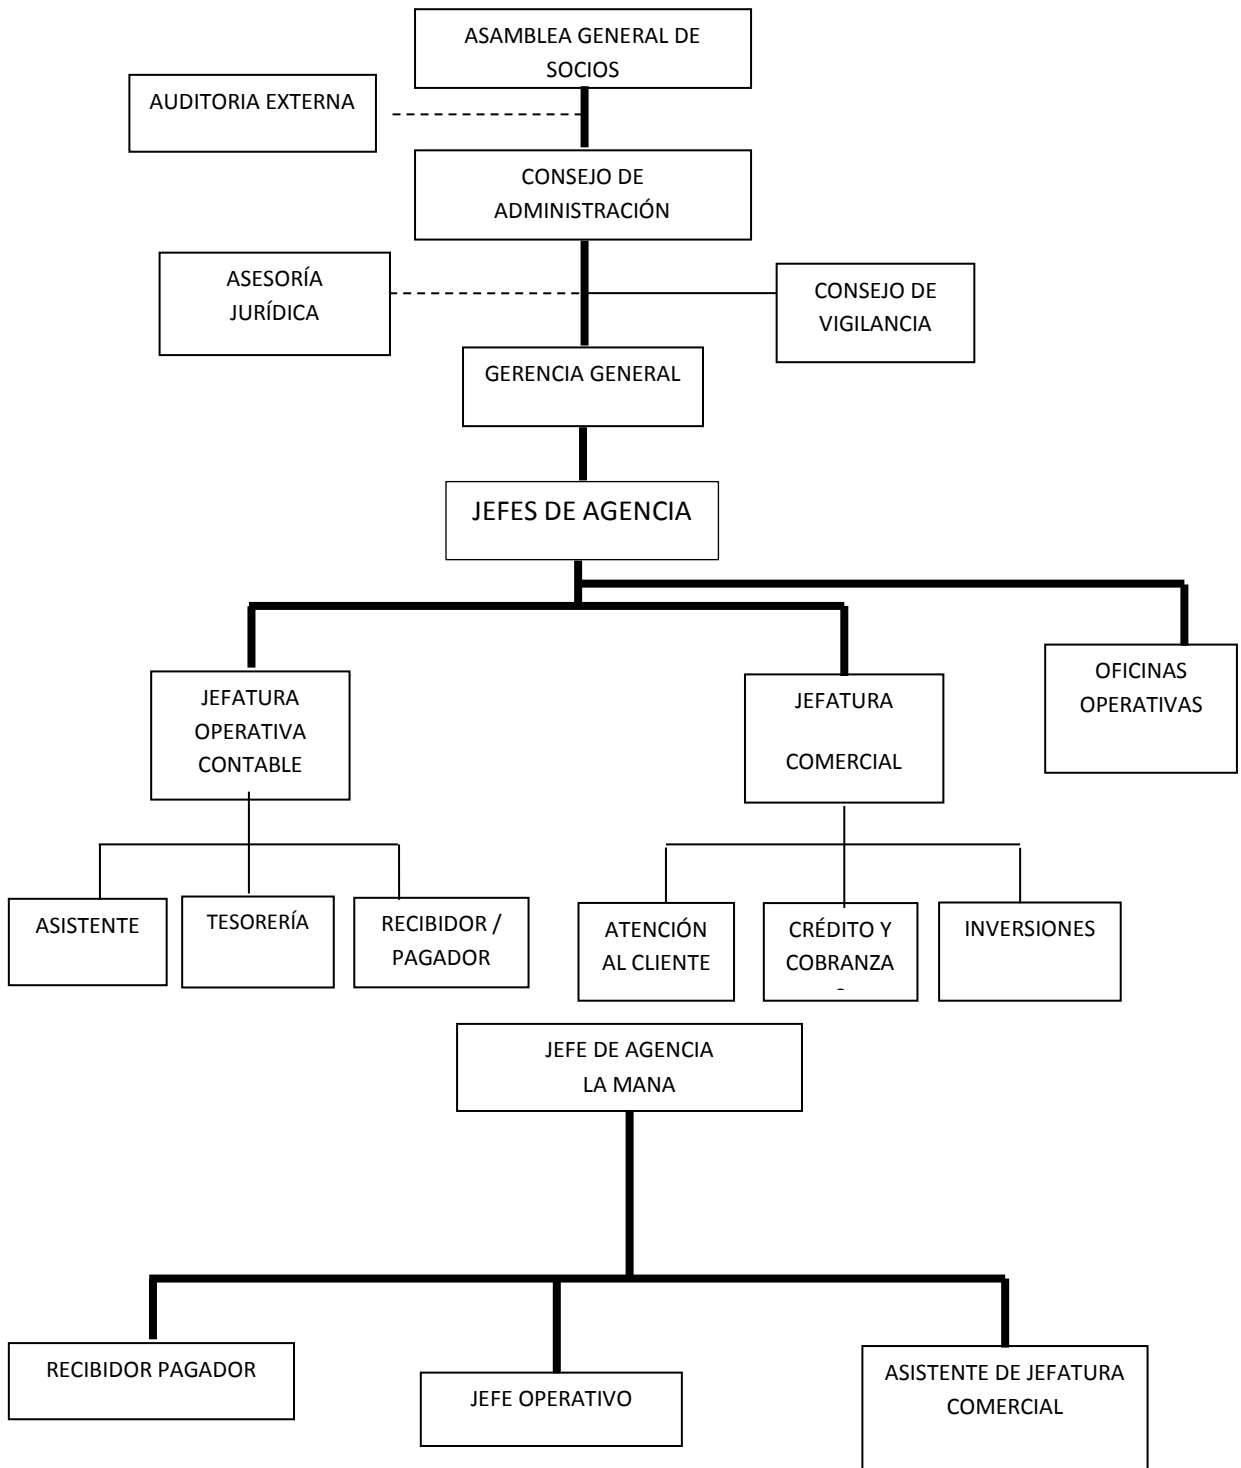 ASAMBLEA GENERAL DE
SOCIOS
AUDITORIA EXTERNA
CONSEJO DE
ADMINISTRACIÓN
ASESORÍA
JURÍDICA
CONSEJO DE
VIGILANCIA
GERENCIA GENERAL
JEFES DE AGENCIA
JEFATURA
OPERATIVA
CONTABLE
JEFATURA
COMERCIAL
OFICINAS
OPERATIVAS
ASISTENTE
TESORERÍA
RECIBIDOR /
PAGADOR
ATENCIÓN
AL CLIENTE
CRÉDITO Y
COBRANZA
INVERSIONES
JEFE DE AGENCIA
LA MANA
RECIBIDOR PAGADOR
JEFE OPERATIVO
ASISTENTE DE JEFATURA
COMERCIAL